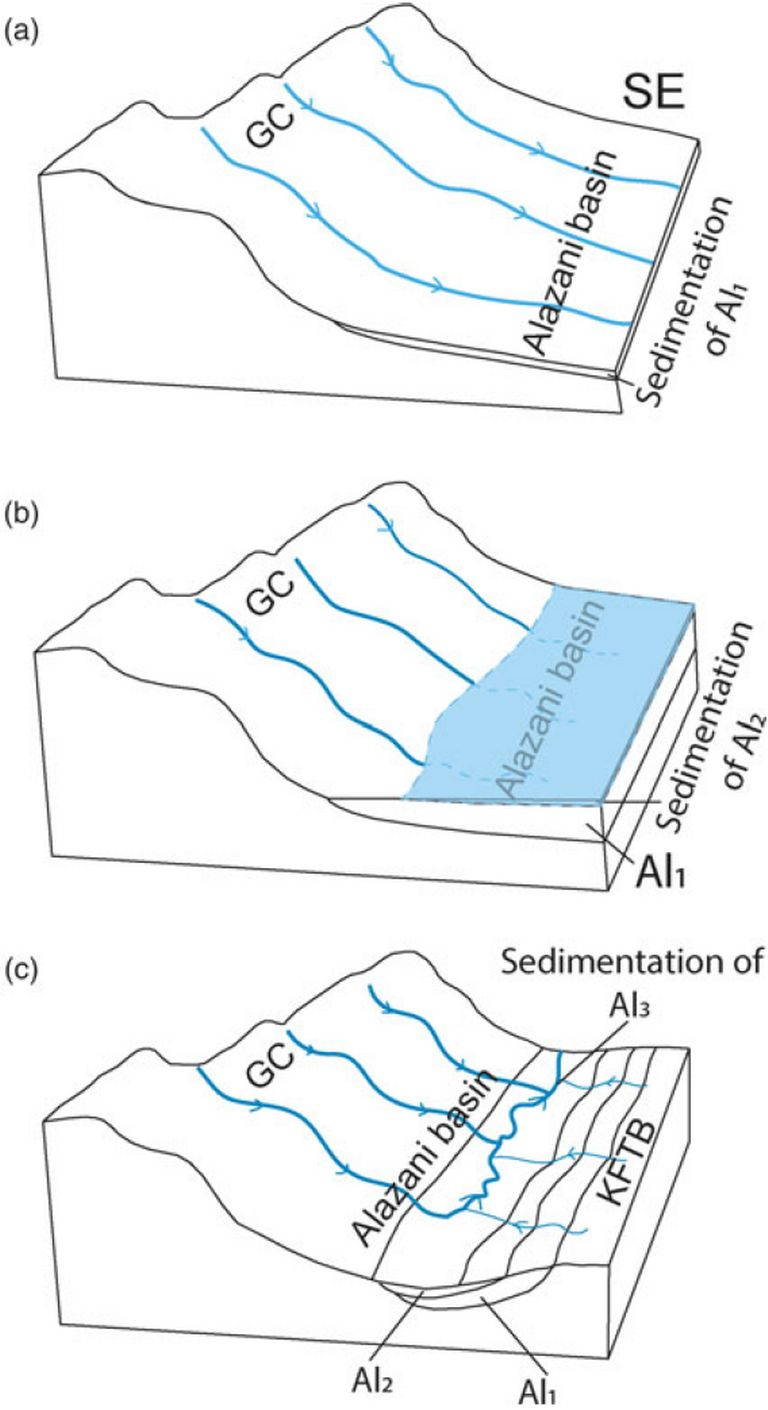 (a)
SE
GC
Alazani basin
Sedimentation
of Al₁
(b)
GC
Alazani basin
Sedimentation
of Al₂
Al₁
(c)
Sedimentation of
Al₃
GC
Alazani basin
KFTB
Al₂
Al₁